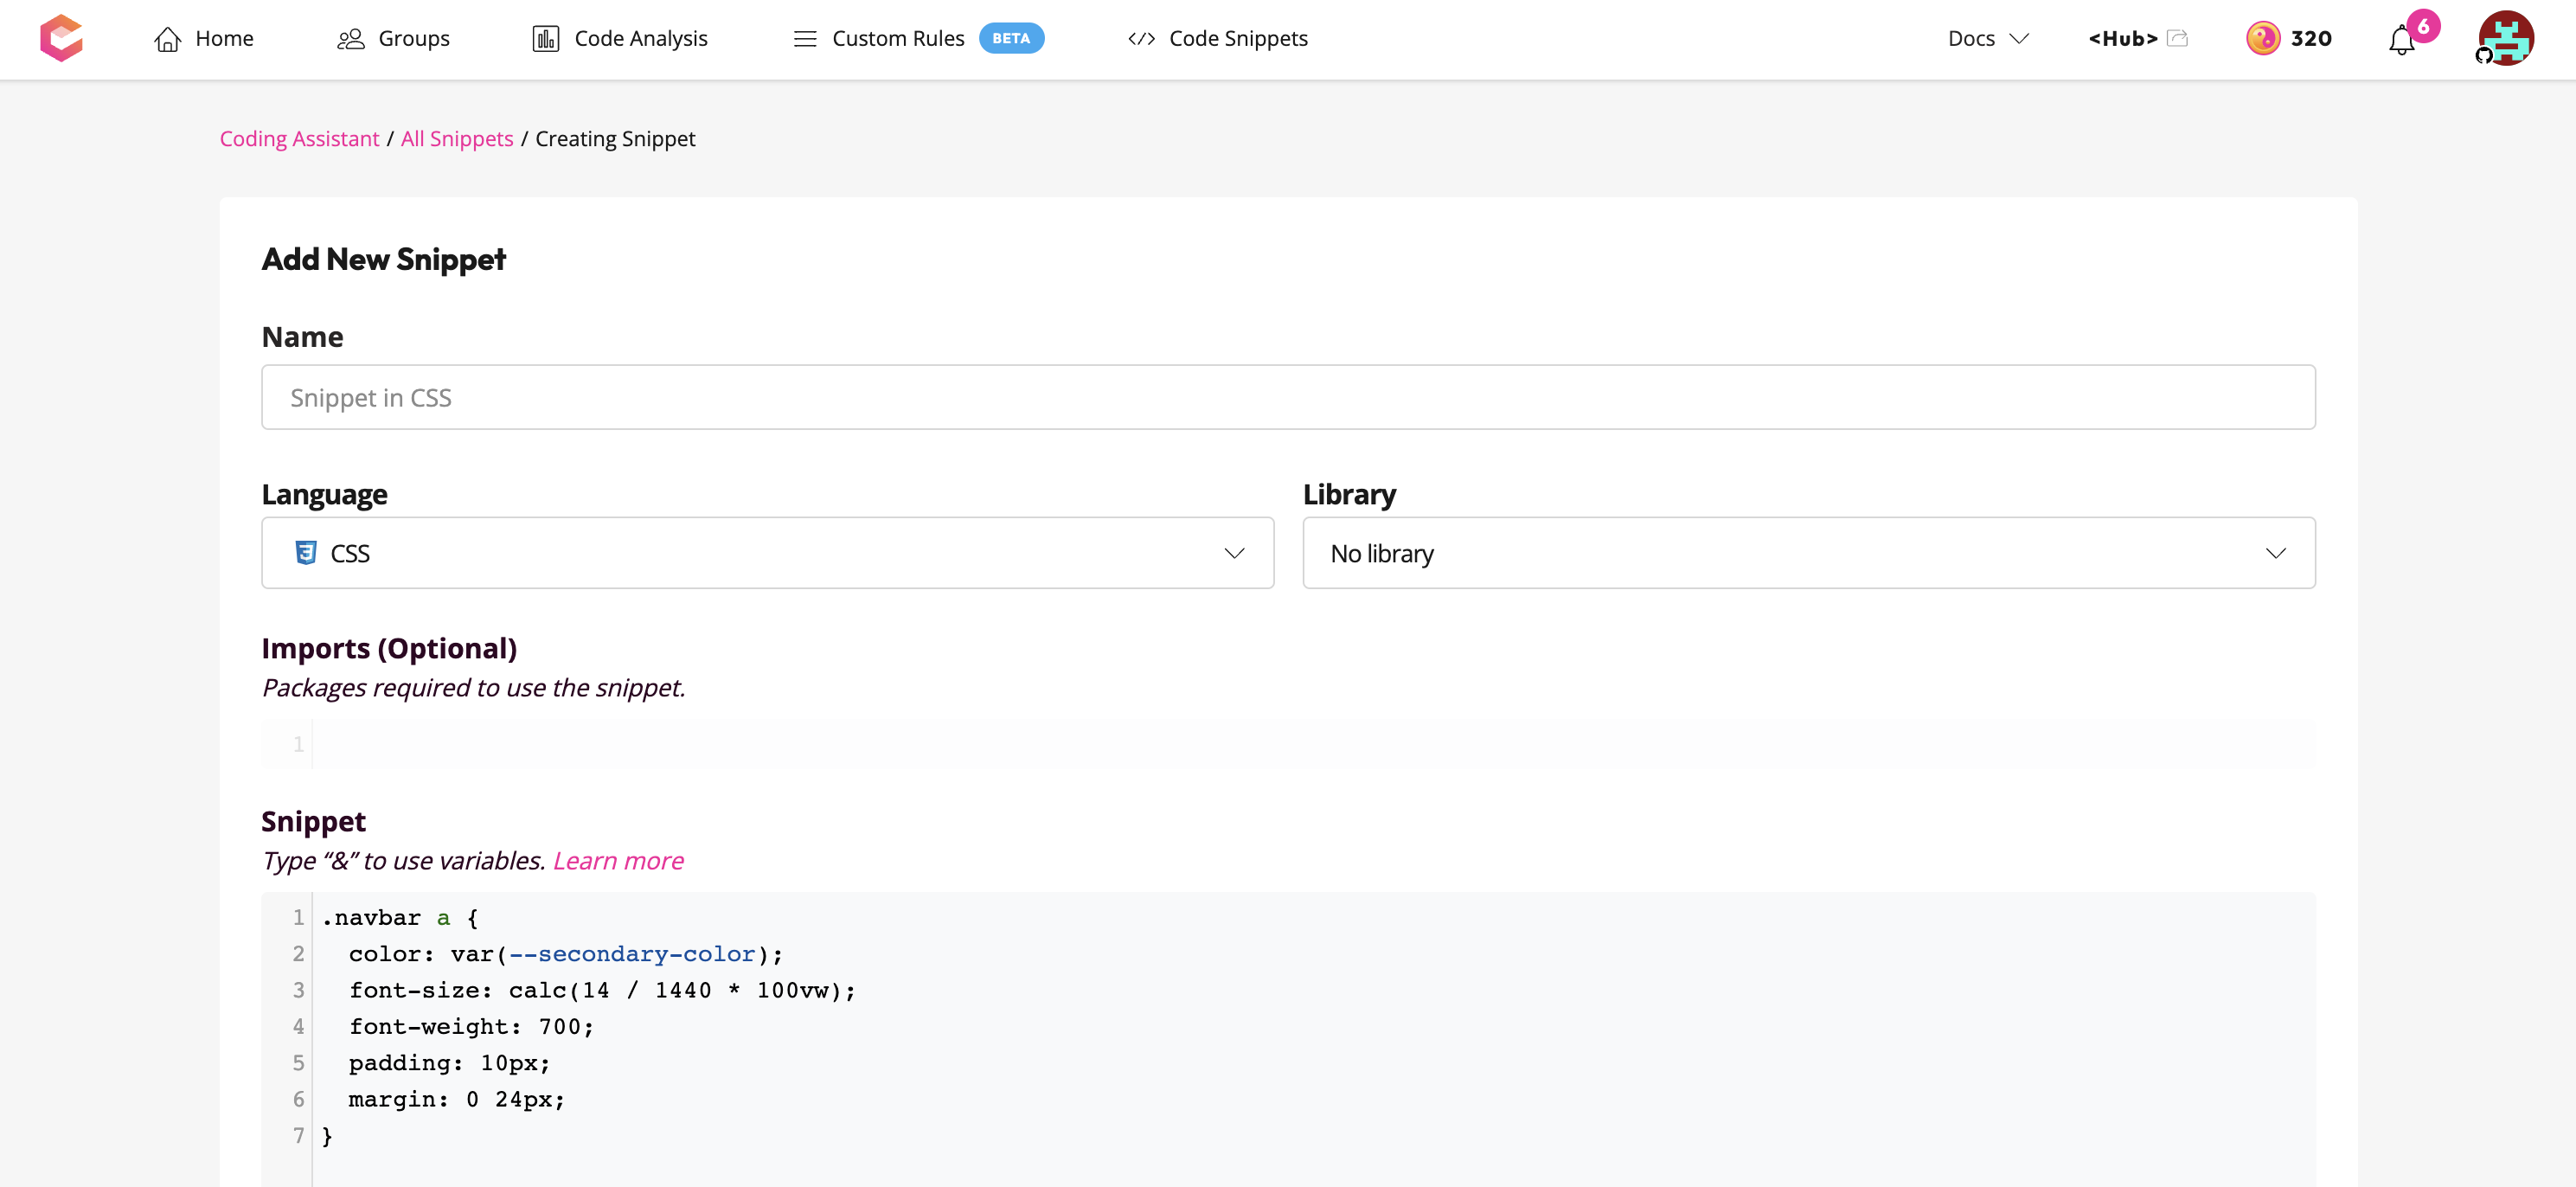 Home Groups Code Analysis Custom Rules BETA </> Code Snippets Docs <Hub> 320 6
Coding Assistant / All Snippets / Creating Snippet
Add New Snippet
Name
Snippet in CSS
Language Library
CSS No library
Imports (Optional)
Packages required to use the snippet.
1
Snippet
Type “&” to use variables. Learn more
1 .navbar a {
2   color: var(--secondary-color);
3   font-size: calc(14 / 1440 * 100vw);
4   font-weight: 700;
5   padding: 10px;
6   margin: 0 24px;
7 }